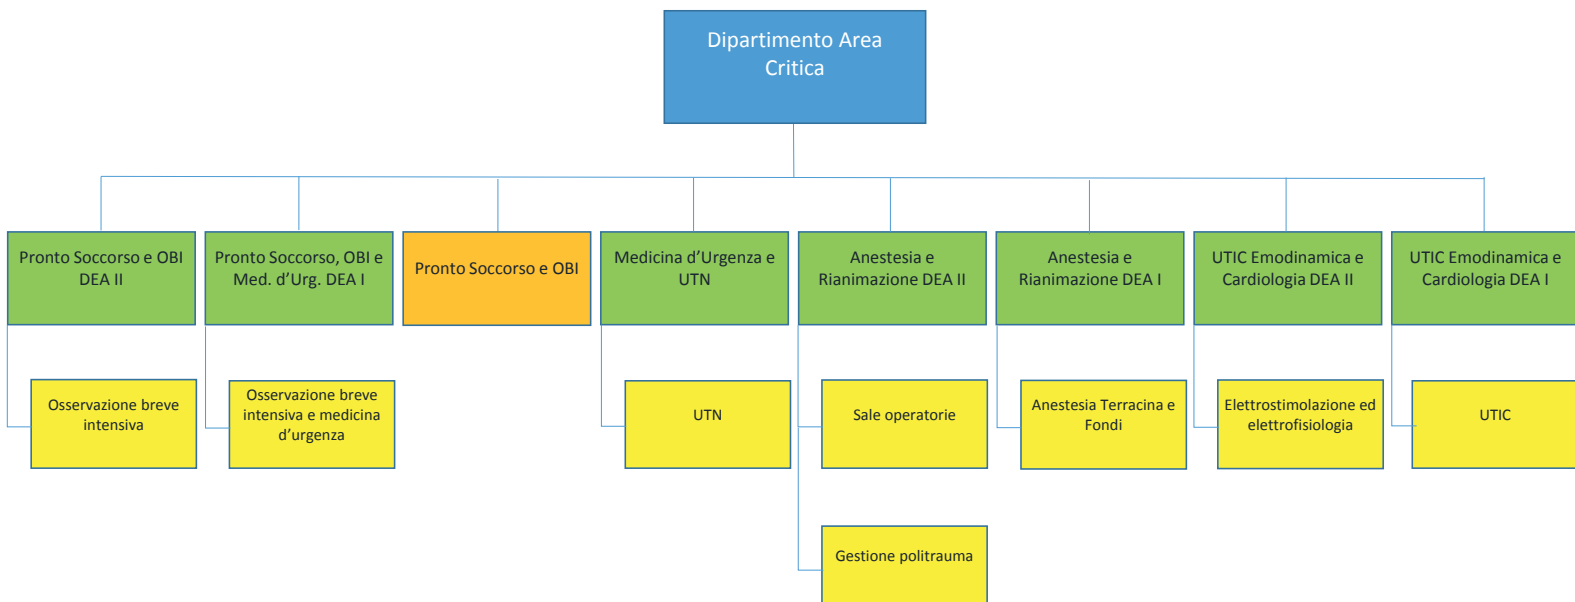 Dipartimento Area
Critica
Pronto Soccorso e OBI
DEA II
Pronto Soccorso, OBI e
Med. d'Urg. DEA I
Pronto Soccorso e OBI
Medicina d'Urgenza e
UTN
Anestesia e
Rianimazione DEA II
Anestesia e
Rianimazione DEA I
UTIC Emodinamica e
Cardiologia DEA II
UTIC Emodinamica e
Cardiologia DEA I
Osservazione breve
intensiva
Osservazione breve
intensiva e medicina
d'urgenza
UTN
Sale operatorie
Anestesia Terracina e
Fondi
Elettrostimolazione ed
elettrofisiologia
UTIC
Gestione politrauma